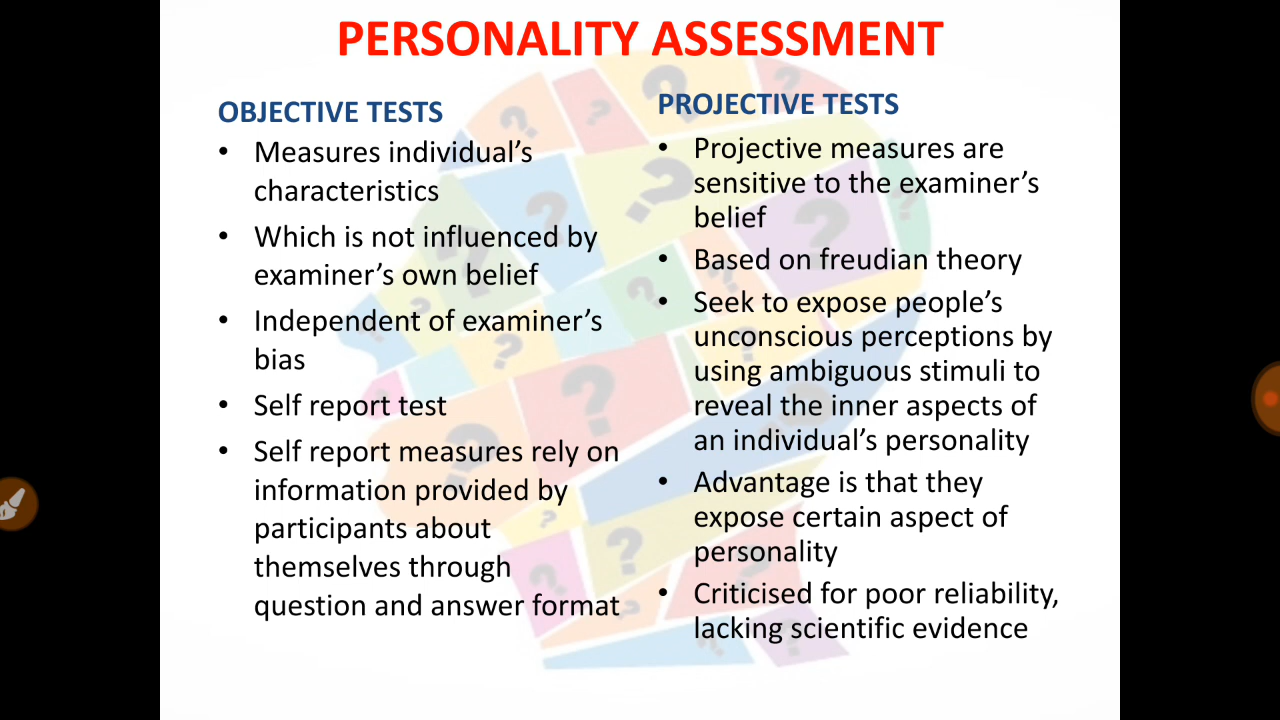 PERSONALITY ASSESSMENT
OBJECTIVE TESTS
• Measures individual’s
characteristics
• Which is not influenced by
examiner’s own belief
• Independent of examiner’s
bias
• Self report test
• Self report measures rely on
information provided by
participants about
themselves through
question and answer format
PROJECTIVE TESTS
• Projective measures are
sensitive to the examiner’s
belief
• Based on freudian theory
• Seek to expose people’s
unconscious perceptions by
using ambiguous stimuli to
reveal the inner aspects of
an individual’s personality
• Advantage is that they
expose certain aspect of
personality
• Criticised for poor reliability,
lacking scientific evidence